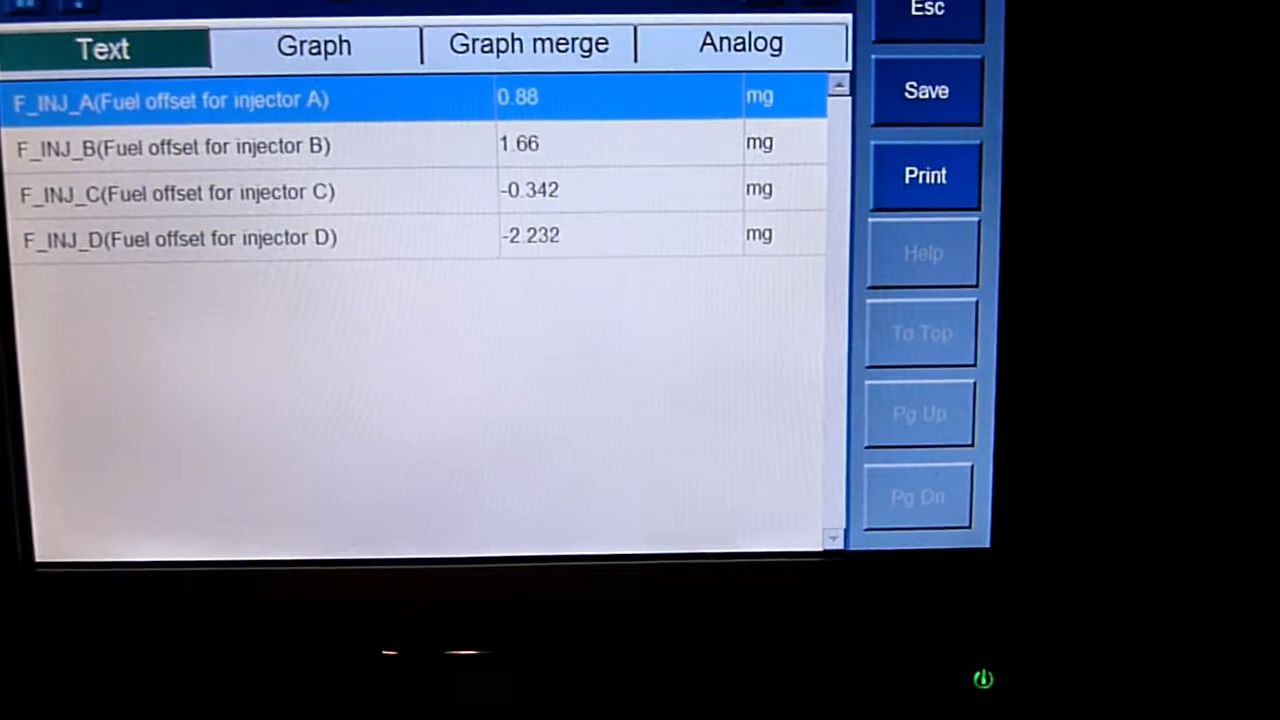 Esc
Text Graph Graph merge Analog
Save
F_INJ_A(Fuel offset for injector A) 0.88 mg
F_INJ_B(Fuel offset for injector B) 1.66 mg
Print
F_INJ_C(Fuel offset for injector C) -0.342 mg
F_INJ_D(Fuel offset for injector D) -2.232 mg
Help
To Top
Pg Up
Pg Dn